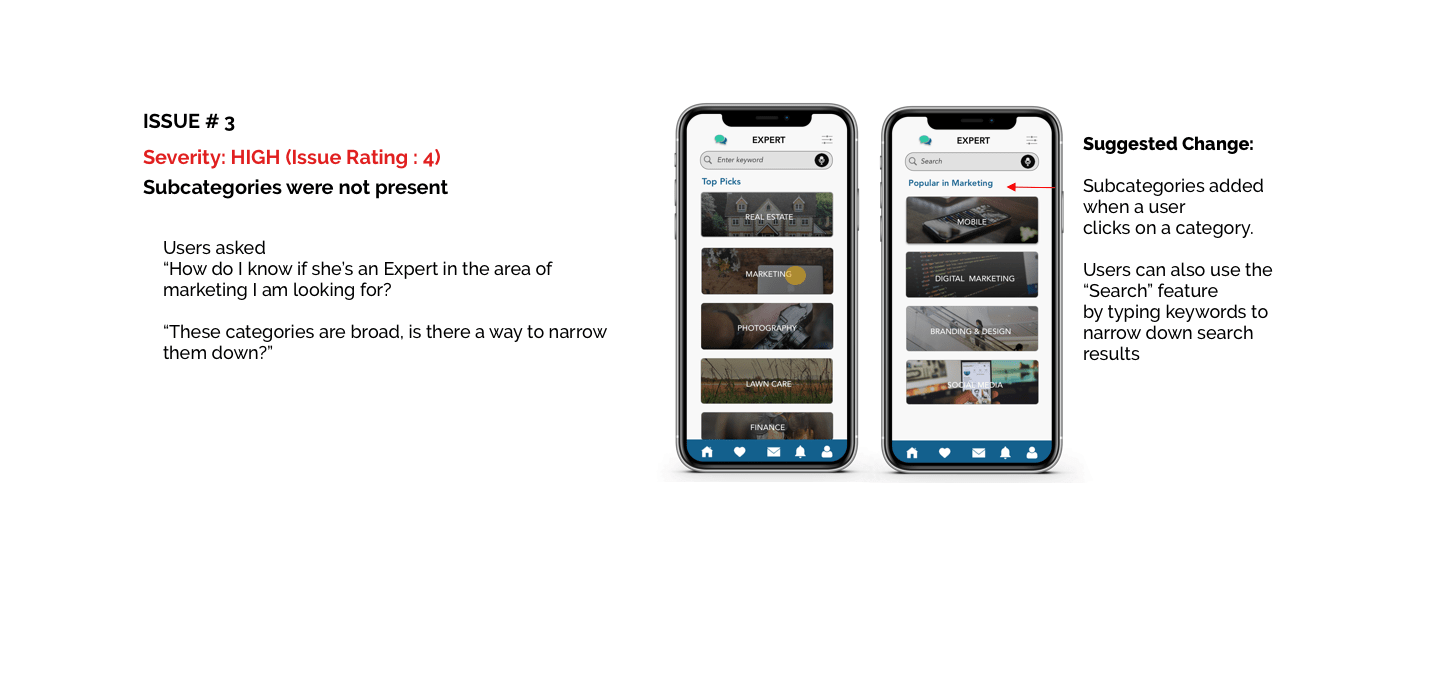 ISSUE # 3
Severity: HIGH (Issue Rating : 4)
Subcategories were not present
Users asked
“How do I know if she’s an Expert in the area of
marketing I am looking for?
“These categories are broad, is there a way to narrow
them down?”
EXPERT
Enter keyword
Top Picks
REAL ESTATE
MARKETING
PHOTOGRAPHY
LAWN CARE
FINANCE
EXPERT
Search
Popular in Marketing
MOBILE
DIGITAL MARKETING
BRANDING & DESIGN
SOCIAL MEDIA
Suggested Change:
Subcategories added
when a user
clicks on a category.
Users can also use the
“Search” feature
by typing keywords to
narrow down search
results